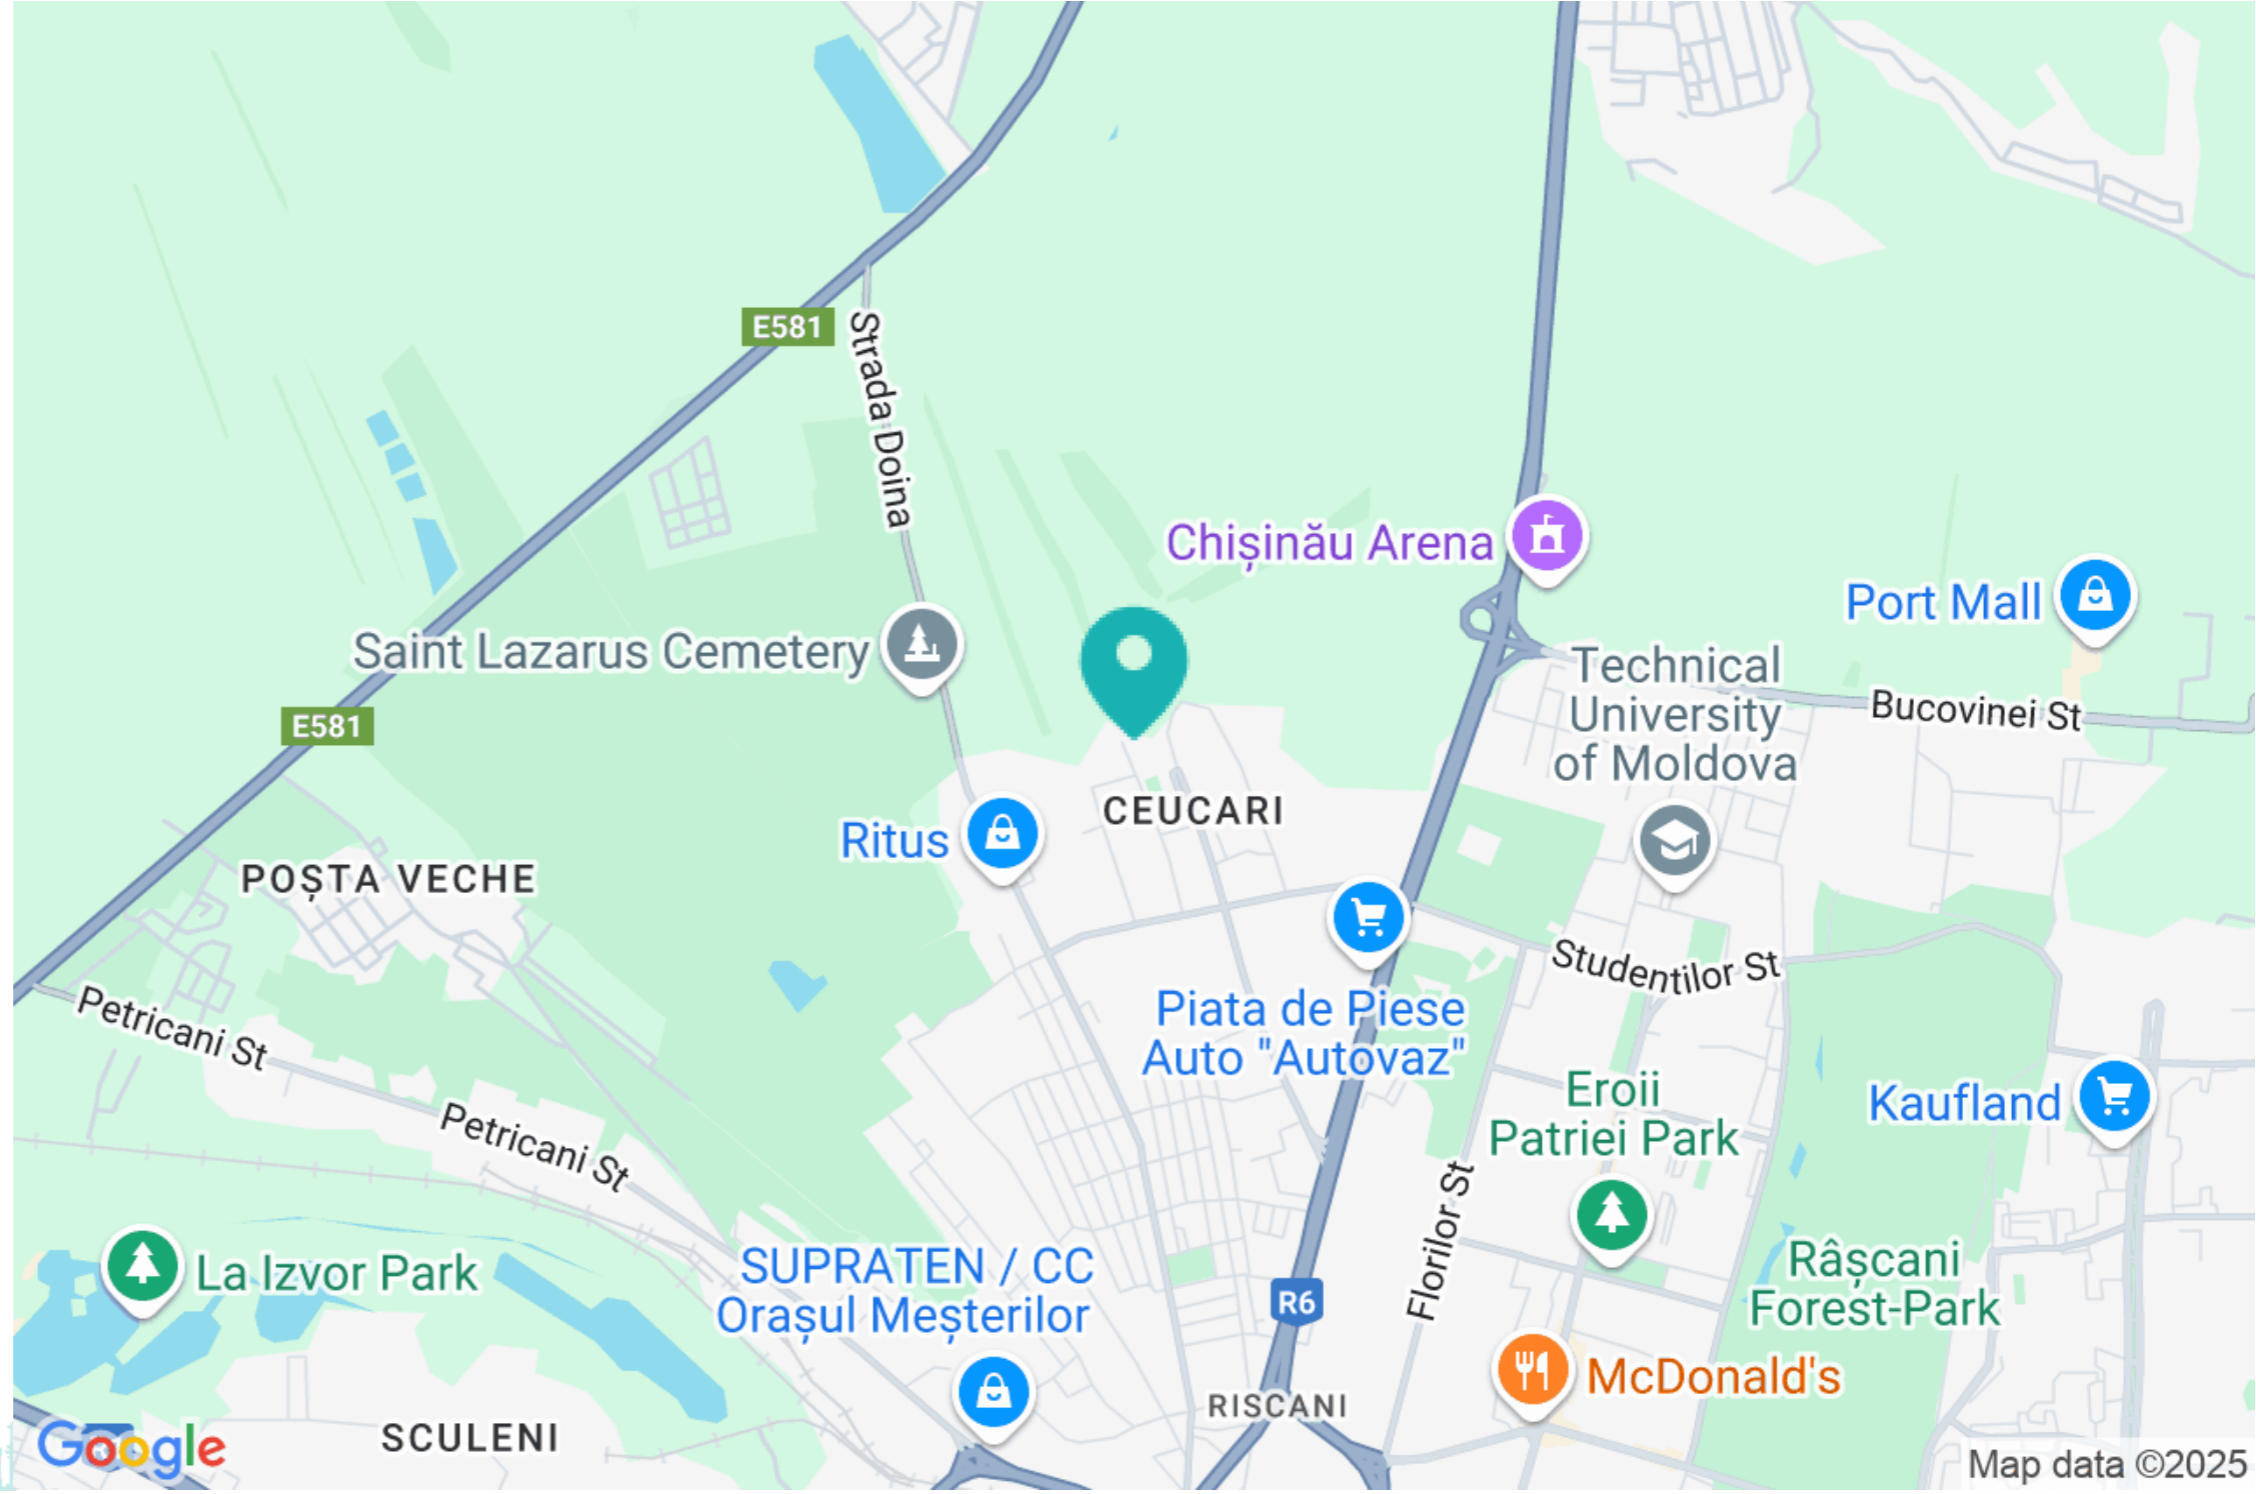 E581
Strada Doina
Chișinău Arena
Port Mall
Saint Lazarus Cemetery
Technical
University
of Moldova
Bucovinei St
E581
CEUCARI
Ritus
POȘTA VECHE
Studentilor St
Petricani St
Piata de Piese
Auto "Autovaz"
Eroii
Patriei Park
Kaufland
Petricani St
Florilor St
La Izvor Park
SUPRATEN / CC
Orașul Meșterilor
R6
Râșcani
Forest-Park
McDonald's
RISCANI
SCULENI
Google
Map data ©2025